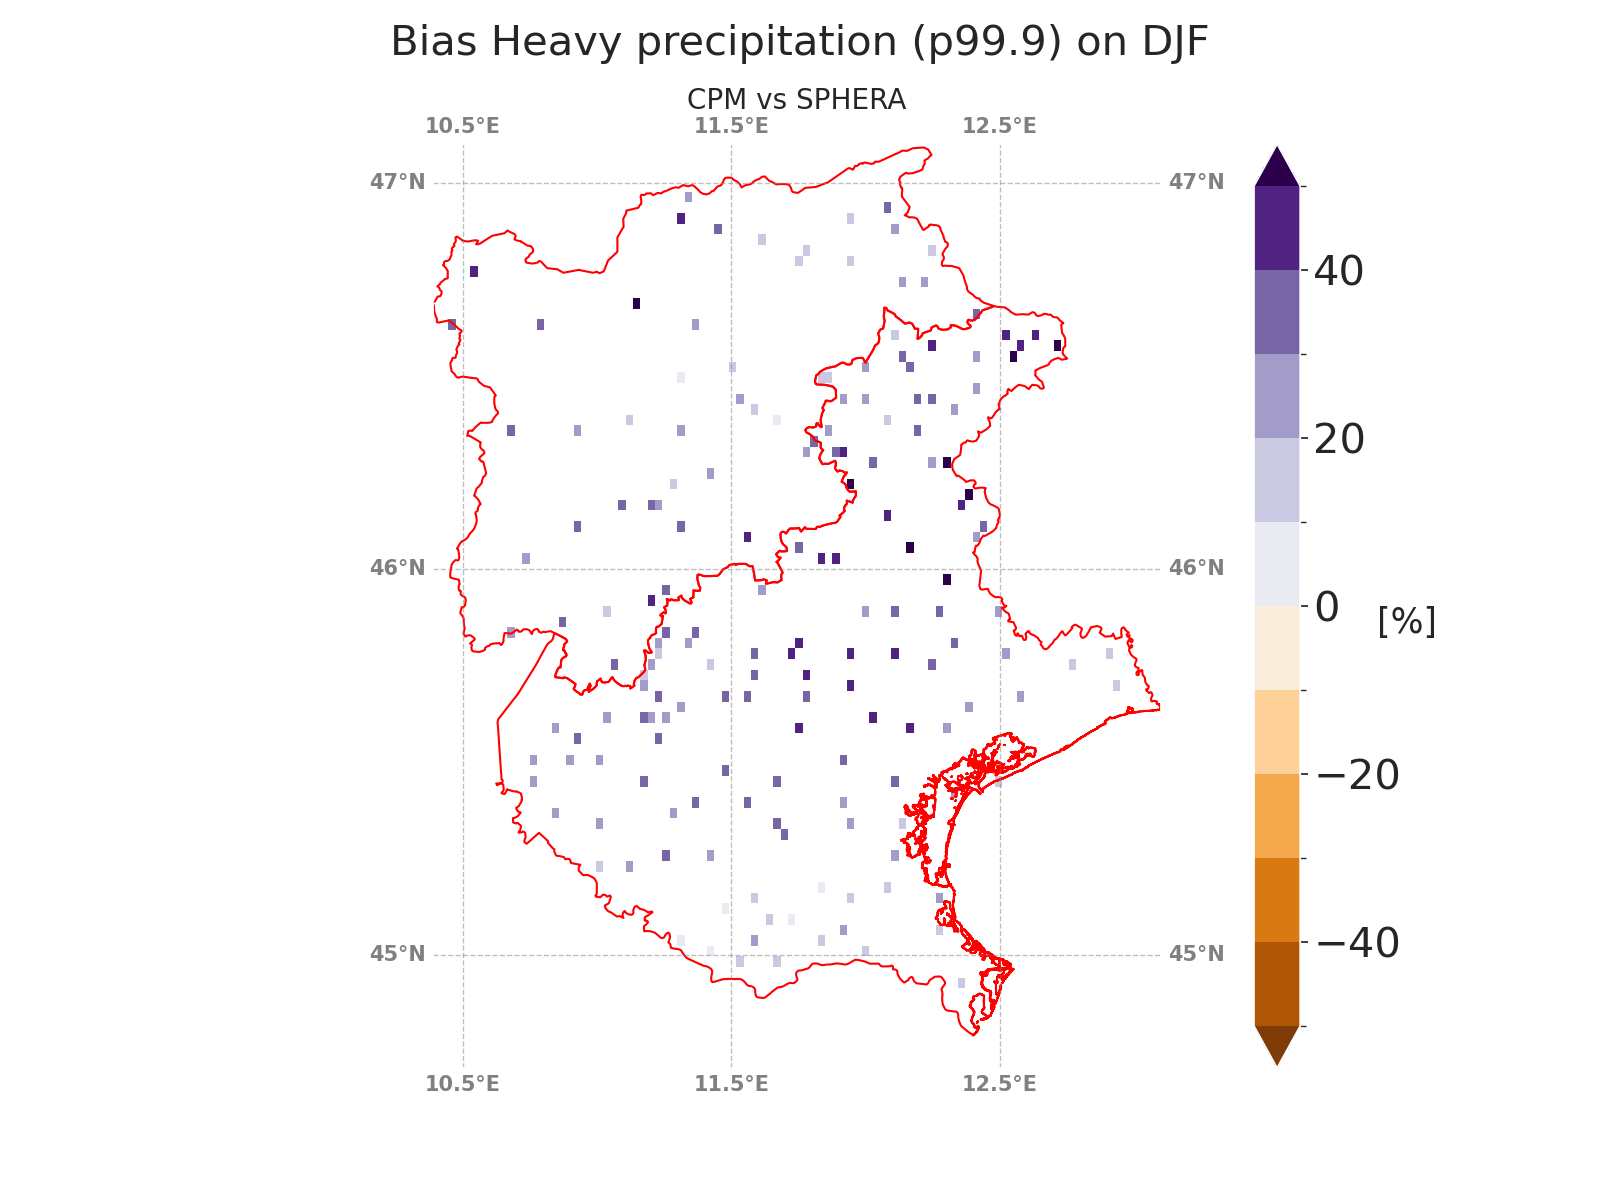 Bias Heavy precipitation (p99.9) on DJF
CPM vs SPHERA
10.5°E 11.5°E 12.5°E
47°N 47°N
40
20
46°N 46°N
0
[%]
−20
−40
45°N 45°N
10.5°E 11.5°E 12.5°E